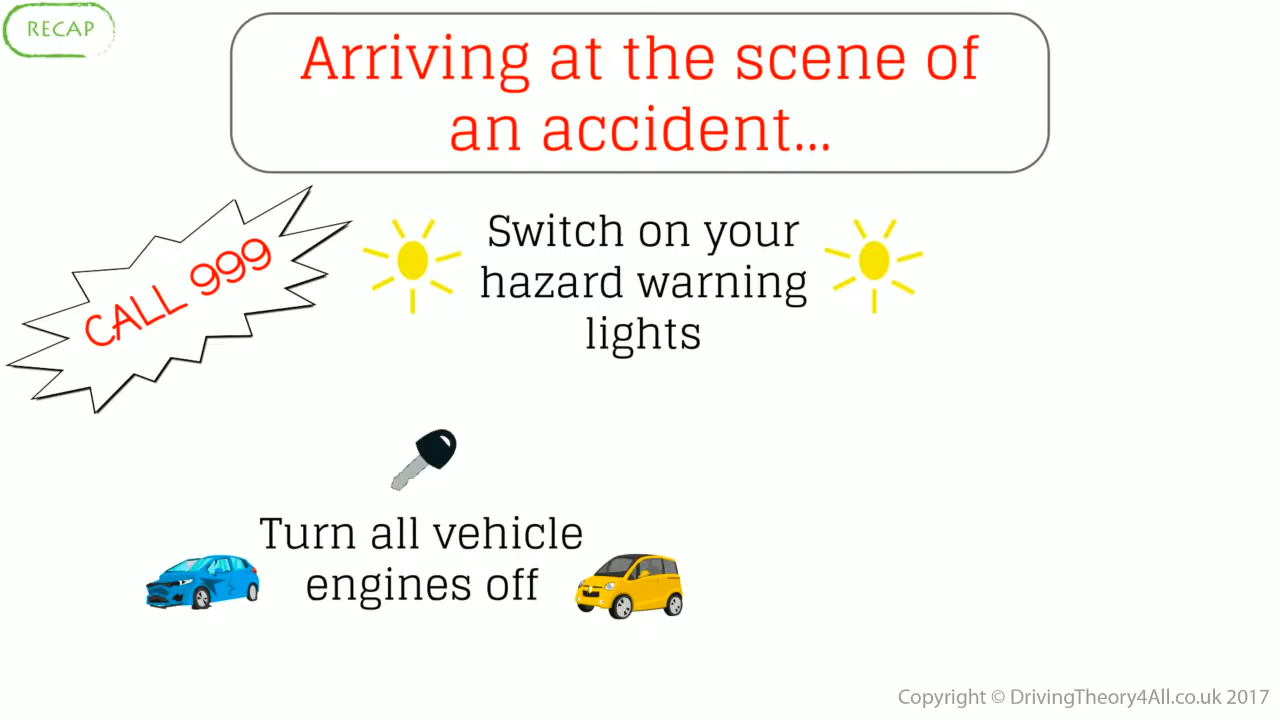 RECAP
Arriving at the scene of
an accident...
CALL 999
Switch on your
hazard warning
lights
Turn all vehicle
engines off
Copyright © DrivingTheory4All.co.uk 2017